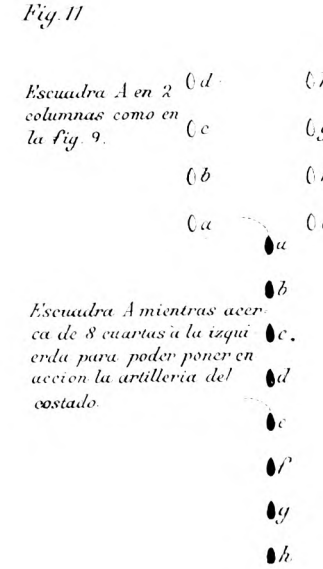 Fig. 11
Escuadra A en 2
columnas como en
la fig. 9.
d
c
b
a
a
b
Escuadra A mientras acer-
ca de 8 cuartas a la izqui
erda para poder poner en
accion la artilleria del
costado.
c.
d
e
f
g
h